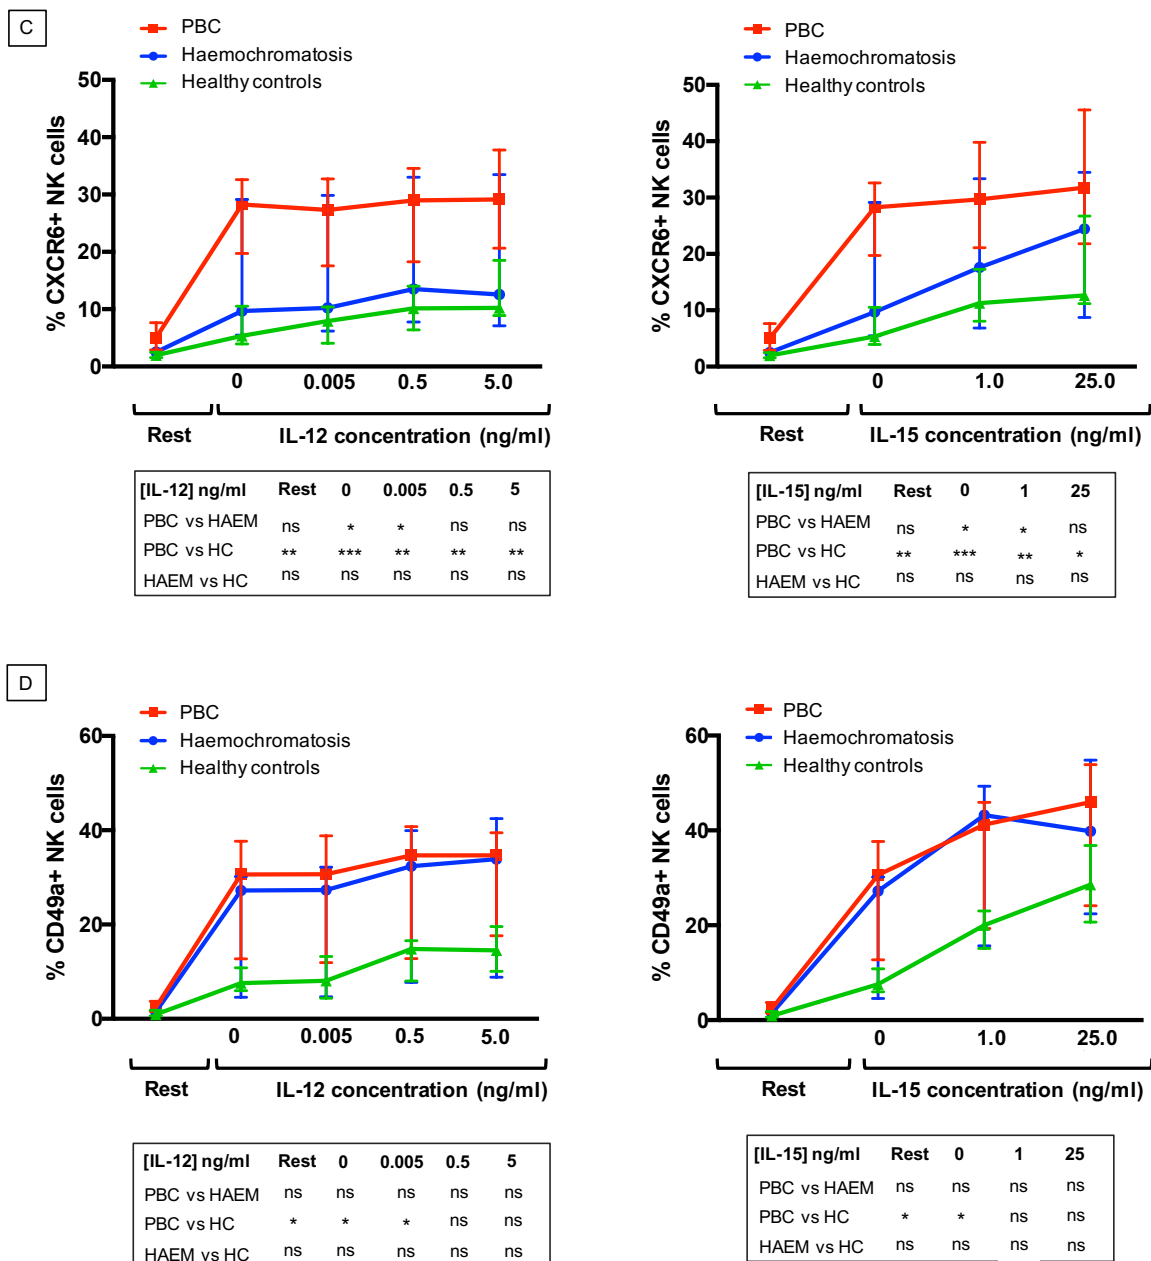 C
PBC
Haemochromatosis
Healthy controls
% CXCR6+ NK cells
50
40
30
20
10
0
0 0.005 0.5 5.0
Rest IL-12 concentration (ng/ml)
[IL-12] ng/ml Rest 0 0.005 0.5 5
PBC vs HAEM ns * * ns ns
PBC vs HC ** *** ** ** **
HAEM vs HC ns ns ns ns ns
PBC
Haemochromatosis
Healthy controls
% CXCR6+ NK cells
50
40
30
20
10
0
0 1.0 25.0
Rest IL-15 concentration (ng/ml)
[IL-15] ng/ml Rest 0 1 25
PBC vs HAEM ns * * ns
PBC vs HC ** *** ** *
HAEM vs HC ns ns ns ns
D
PBC
Haemochromatosis
Healthy controls
% CD49a+ NK cells
60
40
20
0
0 0.005 0.5 5.0
Rest IL-12 concentration (ng/ml)
[IL-12] ng/ml Rest 0 0.005 0.5 5
PBC vs HAEM ns ns ns ns ns
PBC vs HC * * * ns ns
HAEM vs HC ns ns ns ns ns
PBC
Haemochromatosis
Healthy controls
% CD49a+ NK cells
60
40
20
0
0 1.0 25.0
Rest IL-15 concentration (ng/ml)
[IL-15] ng/ml Rest 0 1 25
PBC vs HAEM ns ns ns ns
PBC vs HC * * ns ns
HAEM vs HC ns ns ns ns